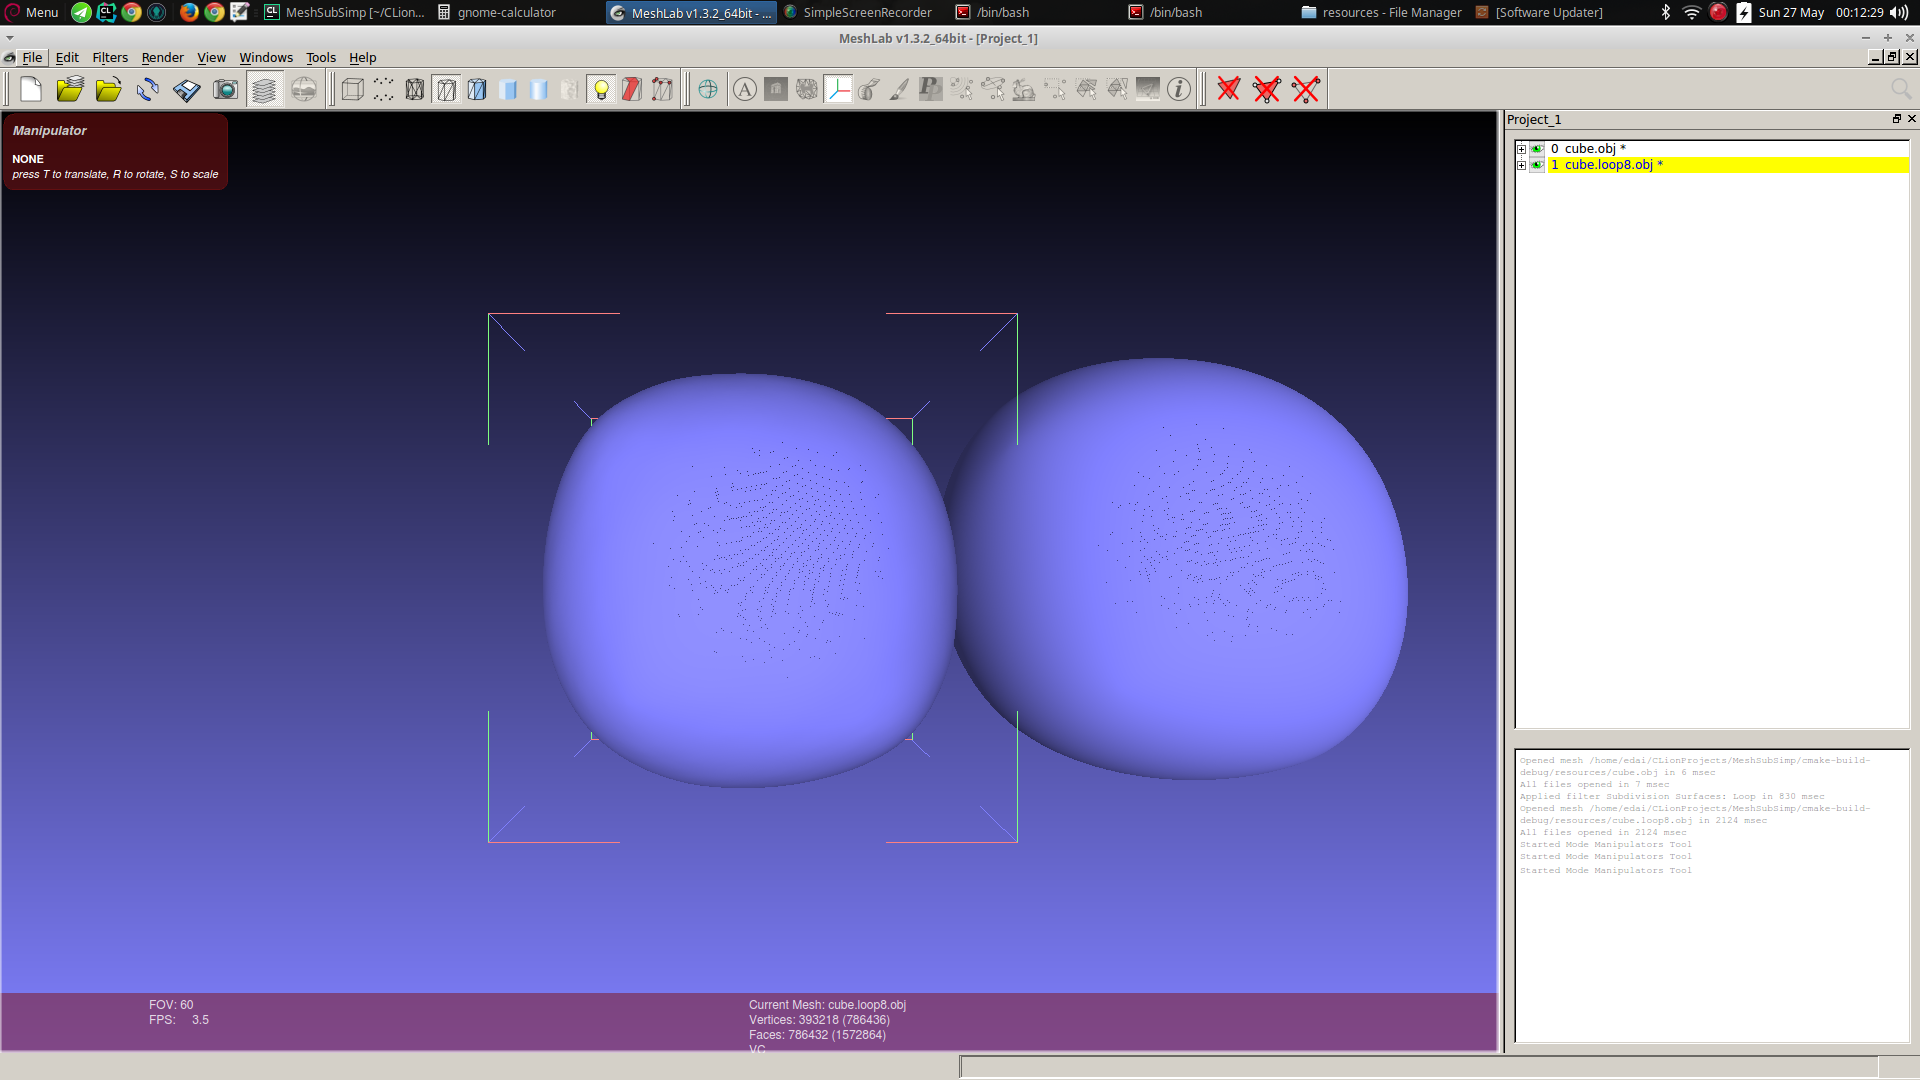 Menu
MeshSubSimp [~/CLion...
gnome-calculator
MeshLab v1.3.2_64bit - ...
SimpleScreenRecorder
/bin/bash
/bin/bash
resources - File Manager
[Software Updater]
Sun 27 May
00:12:29
MeshLab v1.3.2_64bit - [Project_1]
File Edit Filters Render View Windows Tools Help
Manipulator
NONE
press T to translate, R to rotate, S to scale
Project_1
0 cube.obj *
1 cube.loop8.obj *
Opened mesh /home/edai/CLionProjects/MeshSubSimp/cmake-build-
debug/resources/cube.obj in 6 msec
All files opened in 7 msec
Applied filter Subdivision Surfaces: Loop in 830 msec
Opened mesh /home/edai/CLionProjects/MeshSubSimp/cmake-build-
debug/resources/cube.loop8.obj in 2124 msec
All files opened in 2124 msec
Started Mode Manipulators Tool
Started Mode Manipulators Tool
Started Mode Manipulators Tool
FOV: 60
FPS: 3.5
Current Mesh: cube.loop8.obj
Vertices: 393218 (786436)
Faces: 786432 (1572864)
VC